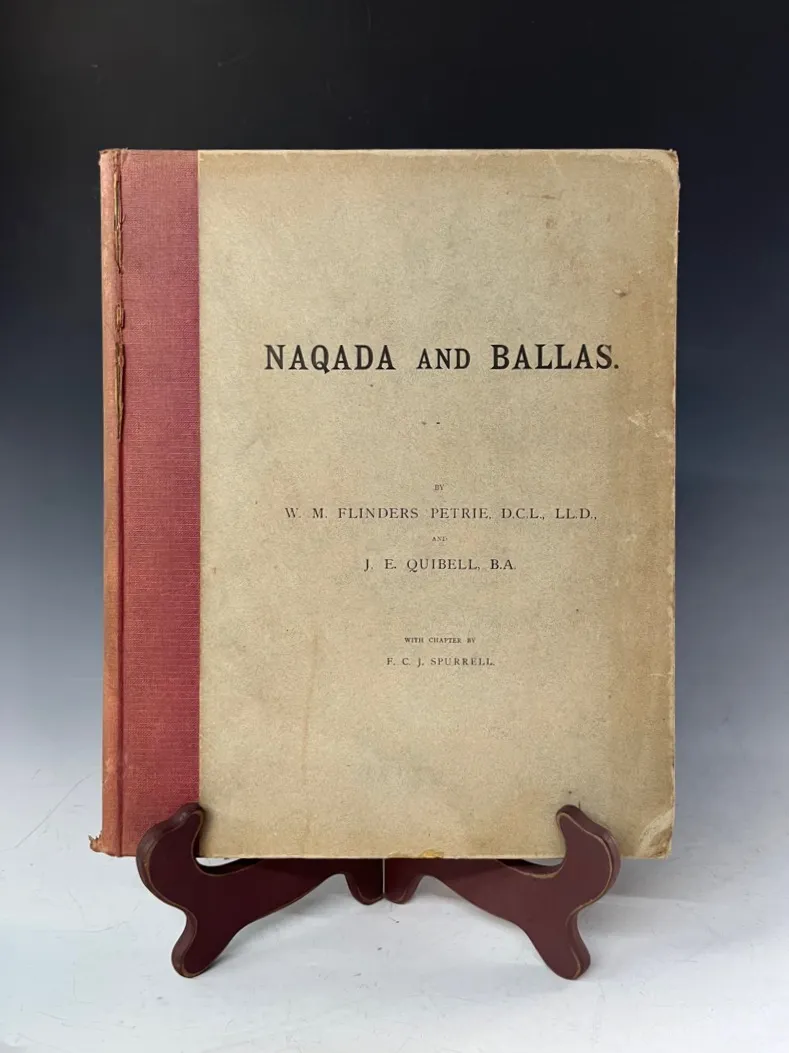 NAQADA AND BALLAS.
BY
W. M. FLINDERS PETRIE, D.C.L., LL.D.,
AND
J. E. QUIBELL, B.A.
WITH CHAPTER BY
F. C. J. SPURRELL.